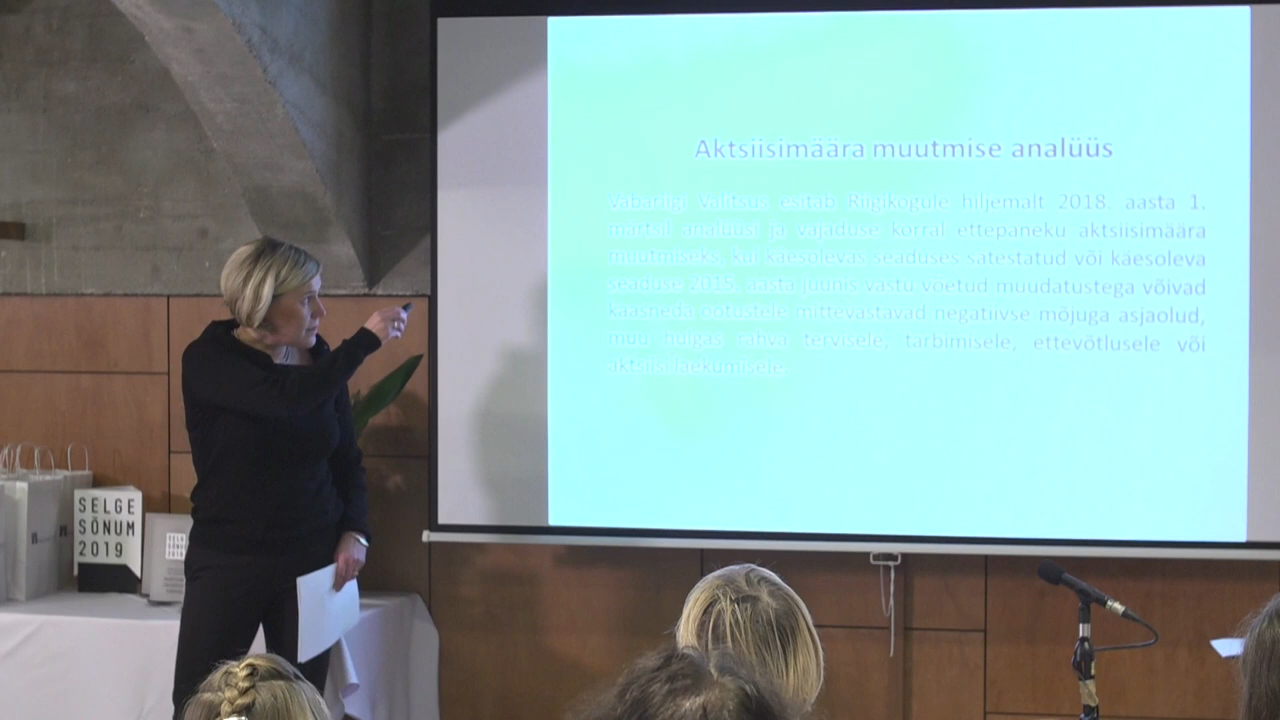 Aktsiisimäära muutmise analüüs
Vabariigi Valitsus esitab Riigikogule hiljemalt 2018. aasta 1.
märtsil analüüsi ja vajaduse korral ettepaneku aktsiisimäära
muutmiseks, kui käesolevas seaduses sätestatud või käesoleva
seaduse 2015. aasta juunis vastu võetud muudatustega võivad
kaasneda ootustele mittevastavad negatiivse mõjuga asjaolud,
muu hulgas rahva tervisele, tarbimisele, ettevõtlusele või
aktsiisi laekumisele.
SELGE
SÕNUM
2019
SELGE
SÕNUM